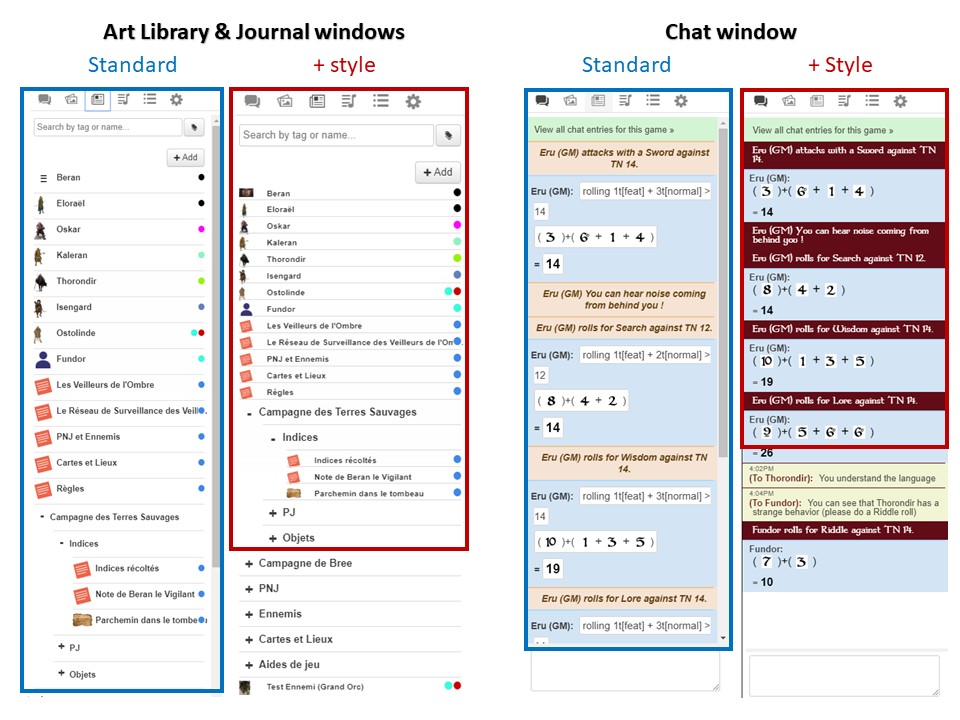 Art Library & Journal windows
Standard
+ style
Search by tag or name...
+ Add
Beran
Eloraël
Oskar
Kaleran
Thorondir
Isengard
Ostolinde
Fundor
Les Veilleurs de l'Ombre
Le Réseau de Surveillance des Veill...
PNJ et Ennemis
Cartes et Lieux
Règles
- Campagne des Terres Sauvages
- Indices
Indices récoltés
Note de Beran le Vigilant
Parchemin dans le tombe
+ PJ
+ Objets
Search by tag or name...
+ Add
Beran
Eloraël
Oskar
Kaleran
Thorondir
Isengard
Ostolinde
Fundor
Les Veilleurs de l'Ombre
Le Réseau de Surveillance des Veilleurs de l'Om...
PNJ et Ennemis
Cartes et Lieux
Règles
- Campagne des Terres Sauvages
- Indices
Indices récoltés
Note de Beran le Vigilant
Parchemin dans le tombeau
+ PJ
+ Objets
+ Campagne de Bree
+ PNJ
+ Ennemis
+ Cartes et Lieux
+ Aides de jeu
Test Ennemi (Grand Orc)
Chat window
Standard
+ Style
View all chat entries for this game »
Eru (GM) attacks with a Sword against
TN 14.
Eru (GM): rolling 1t[feat] + 3t[normal] >
14
( 3 )+( 6 + 1 + 4 )
= 14
Eru (GM) You can hear noise coming
from behind you !
Eru (GM) rolls for Search against TN 12.
Eru (GM): rolling 1t[feat] + 2t[normal] >
12
( 8 )+( 4 + 2 )
= 14
Eru (GM) rolls for Wisdom against TN
14.
Eru (GM): rolling 1t[feat] + 3t[normal] >
14
( 10 )+( 1 + 3 + 5 )
= 19
Eru (GM) rolls for Lore against TN 14.
Eru (GM): rolling 1t[feat] + 3t[normal] >
View all chat entries for this game »
Eru (GM) attacks with a Sword against TN
14.
Eru (GM):
( 3 )+( 6 + 1 + 4 )
= 14
Eru (GM) You can hear noise coming from
behind you !
Eru (GM) rolls for Search against TN 12.
Eru (GM):
( 8 )+( 4 + 2 )
= 14
Eru (GM) rolls for Wisdom against TN 14.
Eru (GM):
( 10 )+( 1 + 3 + 5 )
= 19
Eru (GM) rolls for Lore against TN 14.
Eru (GM):
( 9 )+( 5 + 6 + 6 )
= 26
4:02PM
(To Thorondir): You understand the language
4:04PM
(To Fundor): You can see that Thorondir has a
strange behavior (please do a Riddle roll)
Fundor rolls for Riddle against TN 14.
Fundor:
( 7 )+( 3 )
= 10